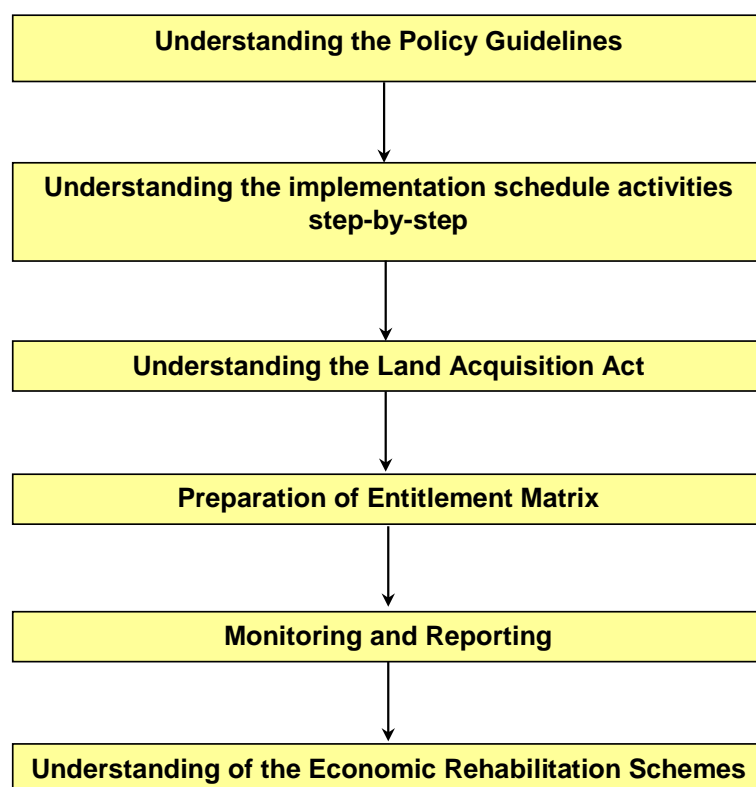 Understanding the Policy Guidelines
Understanding the implementation schedule activities
step-by-step
Understanding the Land Acquisition Act
Preparation of Entitlement Matrix
Monitoring and Reporting
Understanding of the Economic Rehabilitation Schemes